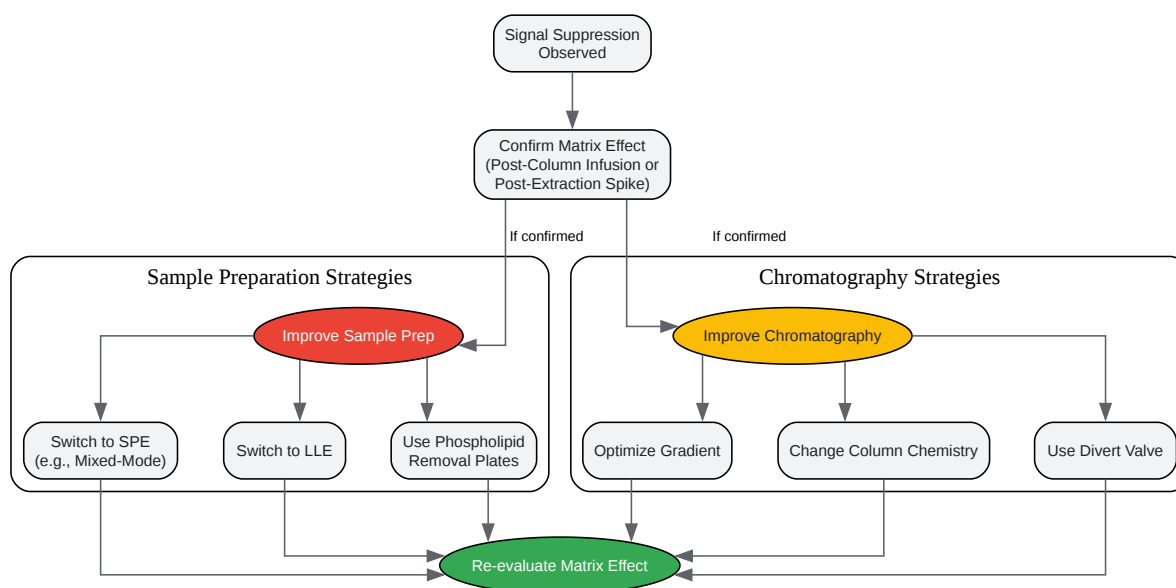 Signal Suppression
Observed
Confirm Matrix Effect
(Post-Column Infusion or
Post-Extraction Spike)
If confirmed
If confirmed
Sample Preparation Strategies
Chromatography Strategies
Improve Sample Prep
Improve Chromatography
Switch to SPE
(e.g., Mixed-Mode)
Switch to LLE
Use Phospholipid
Removal Plates
Optimize Gradient
Change Column Chemistry
Use Divert Valve
Re-evaluate Matrix Effect